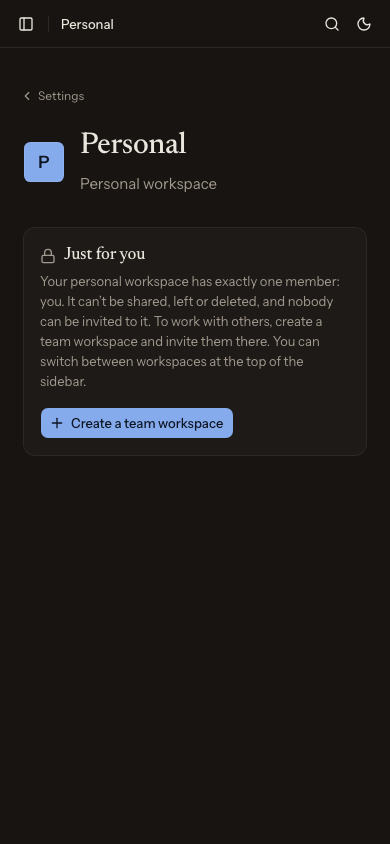 Personal
Settings
P
Personal
Personal workspace
Just for you
Your personal workspace has exactly one member:
you. It can't be shared, left or deleted, and nobody
can be invited to it. To work with others, create a
team workspace and invite them there. You can
switch between workspaces at the top of the
sidebar.
Create a team workspace